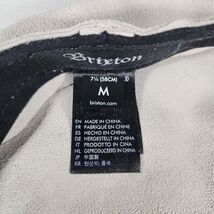 Brixton
7¼ (58CM)
M
brixton.com
EN MADE IN CHINA
FR FABRIQUÉ EN CHINE
ES HECHO EN CHINA
DE MADE IN CHINA
IT PRODOTTO IN CINA
NL GEPRODUCEERD IN CHINA
JP 中国製
KR 원산지: 중국